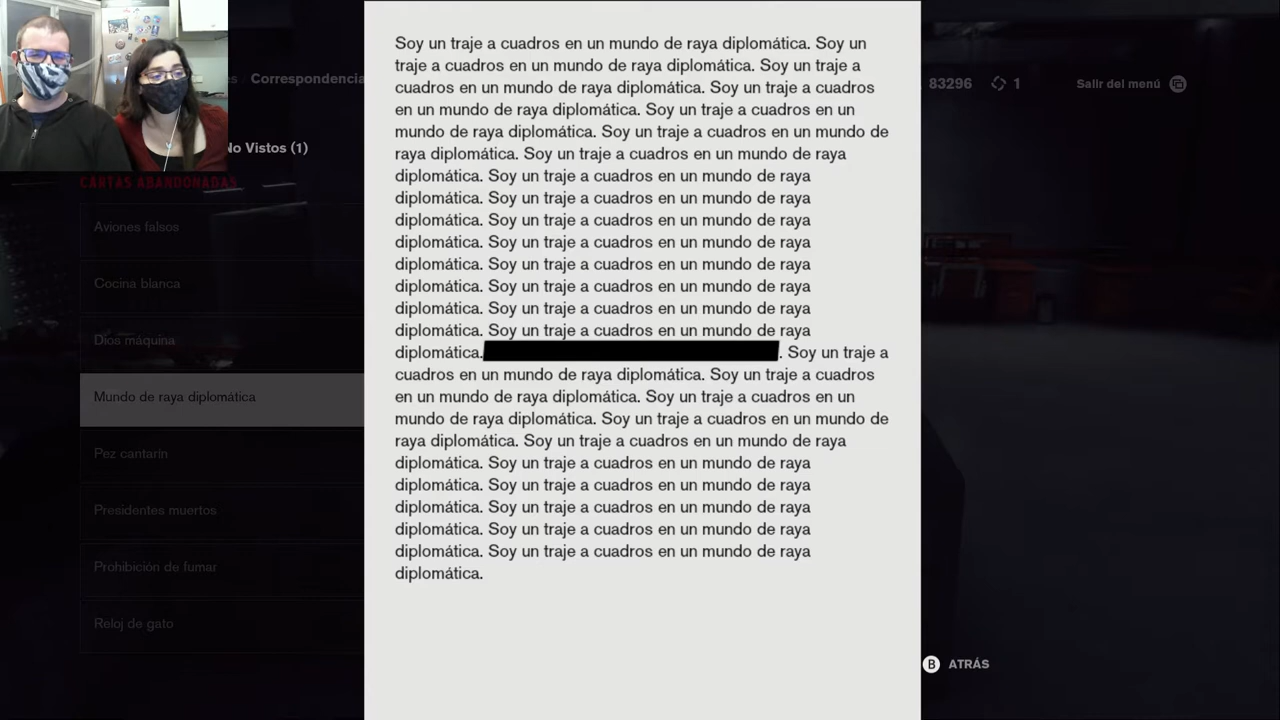 Soy un traje a cuadros en un mundo de raya diplomática. Soy un
traje a cuadros en un mundo de raya diplomática. Soy un traje a
cuadros en un mundo de raya diplomática. Soy un traje a cuadros
en un mundo de raya diplomática. Soy un traje a cuadros en un
mundo de raya diplomática. Soy un traje a cuadros en un mundo de
raya diplomática. Soy un traje a cuadros en un mundo de raya
diplomática. Soy un traje a cuadros en un mundo de raya
diplomática. Soy un traje a cuadros en un mundo de raya
diplomática. Soy un traje a cuadros en un mundo de raya
diplomática. Soy un traje a cuadros en un mundo de raya
diplomática. Soy un traje a cuadros en un mundo de raya
diplomática. Soy un traje a cuadros en un mundo de raya
diplomática. Soy un traje a cuadros en un mundo de raya
diplomática. Soy un traje a cuadros en un mundo de raya
diplomática. . Soy un traje a
cuadros en un mundo de raya diplomática. Soy un traje a cuadros
en un mundo de raya diplomática. Soy un traje a cuadros en un
mundo de raya diplomática. Soy un traje a cuadros en un mundo de
raya diplomática. Soy un traje a cuadros en un mundo de raya
diplomática. Soy un traje a cuadros en un mundo de raya
diplomática. Soy un traje a cuadros en un mundo de raya
diplomática. Soy un traje a cuadros en un mundo de raya
diplomática. Soy un traje a cuadros en un mundo de raya
diplomática. Soy un traje a cuadros en un mundo de raya
diplomática.
Correspondencia
83296 1 Salir del menú
No Vistos (1)
CARTAS ABANDONADAS
Aviones falsos
Cocina blanca
Dios máquina
Mundo de raya diplomática
Pez cantarín
Presidentes muertos
Prohibición de fumar
Reloj de gato
B ATRÁS